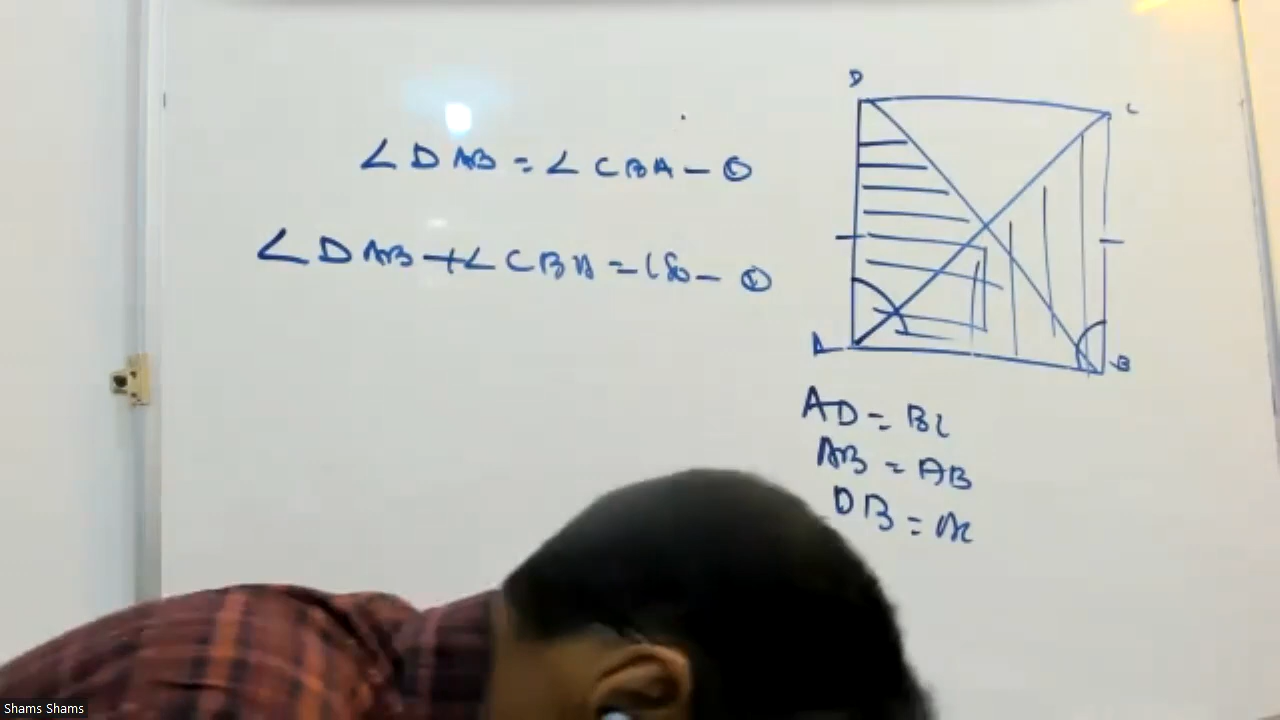 ∠DAB = ∠CBA - ①
∠DAB + ∠CBA = 180 - ②
D
C
A
B
AD = BC
AB = AB
DB = AC
Shams Shams